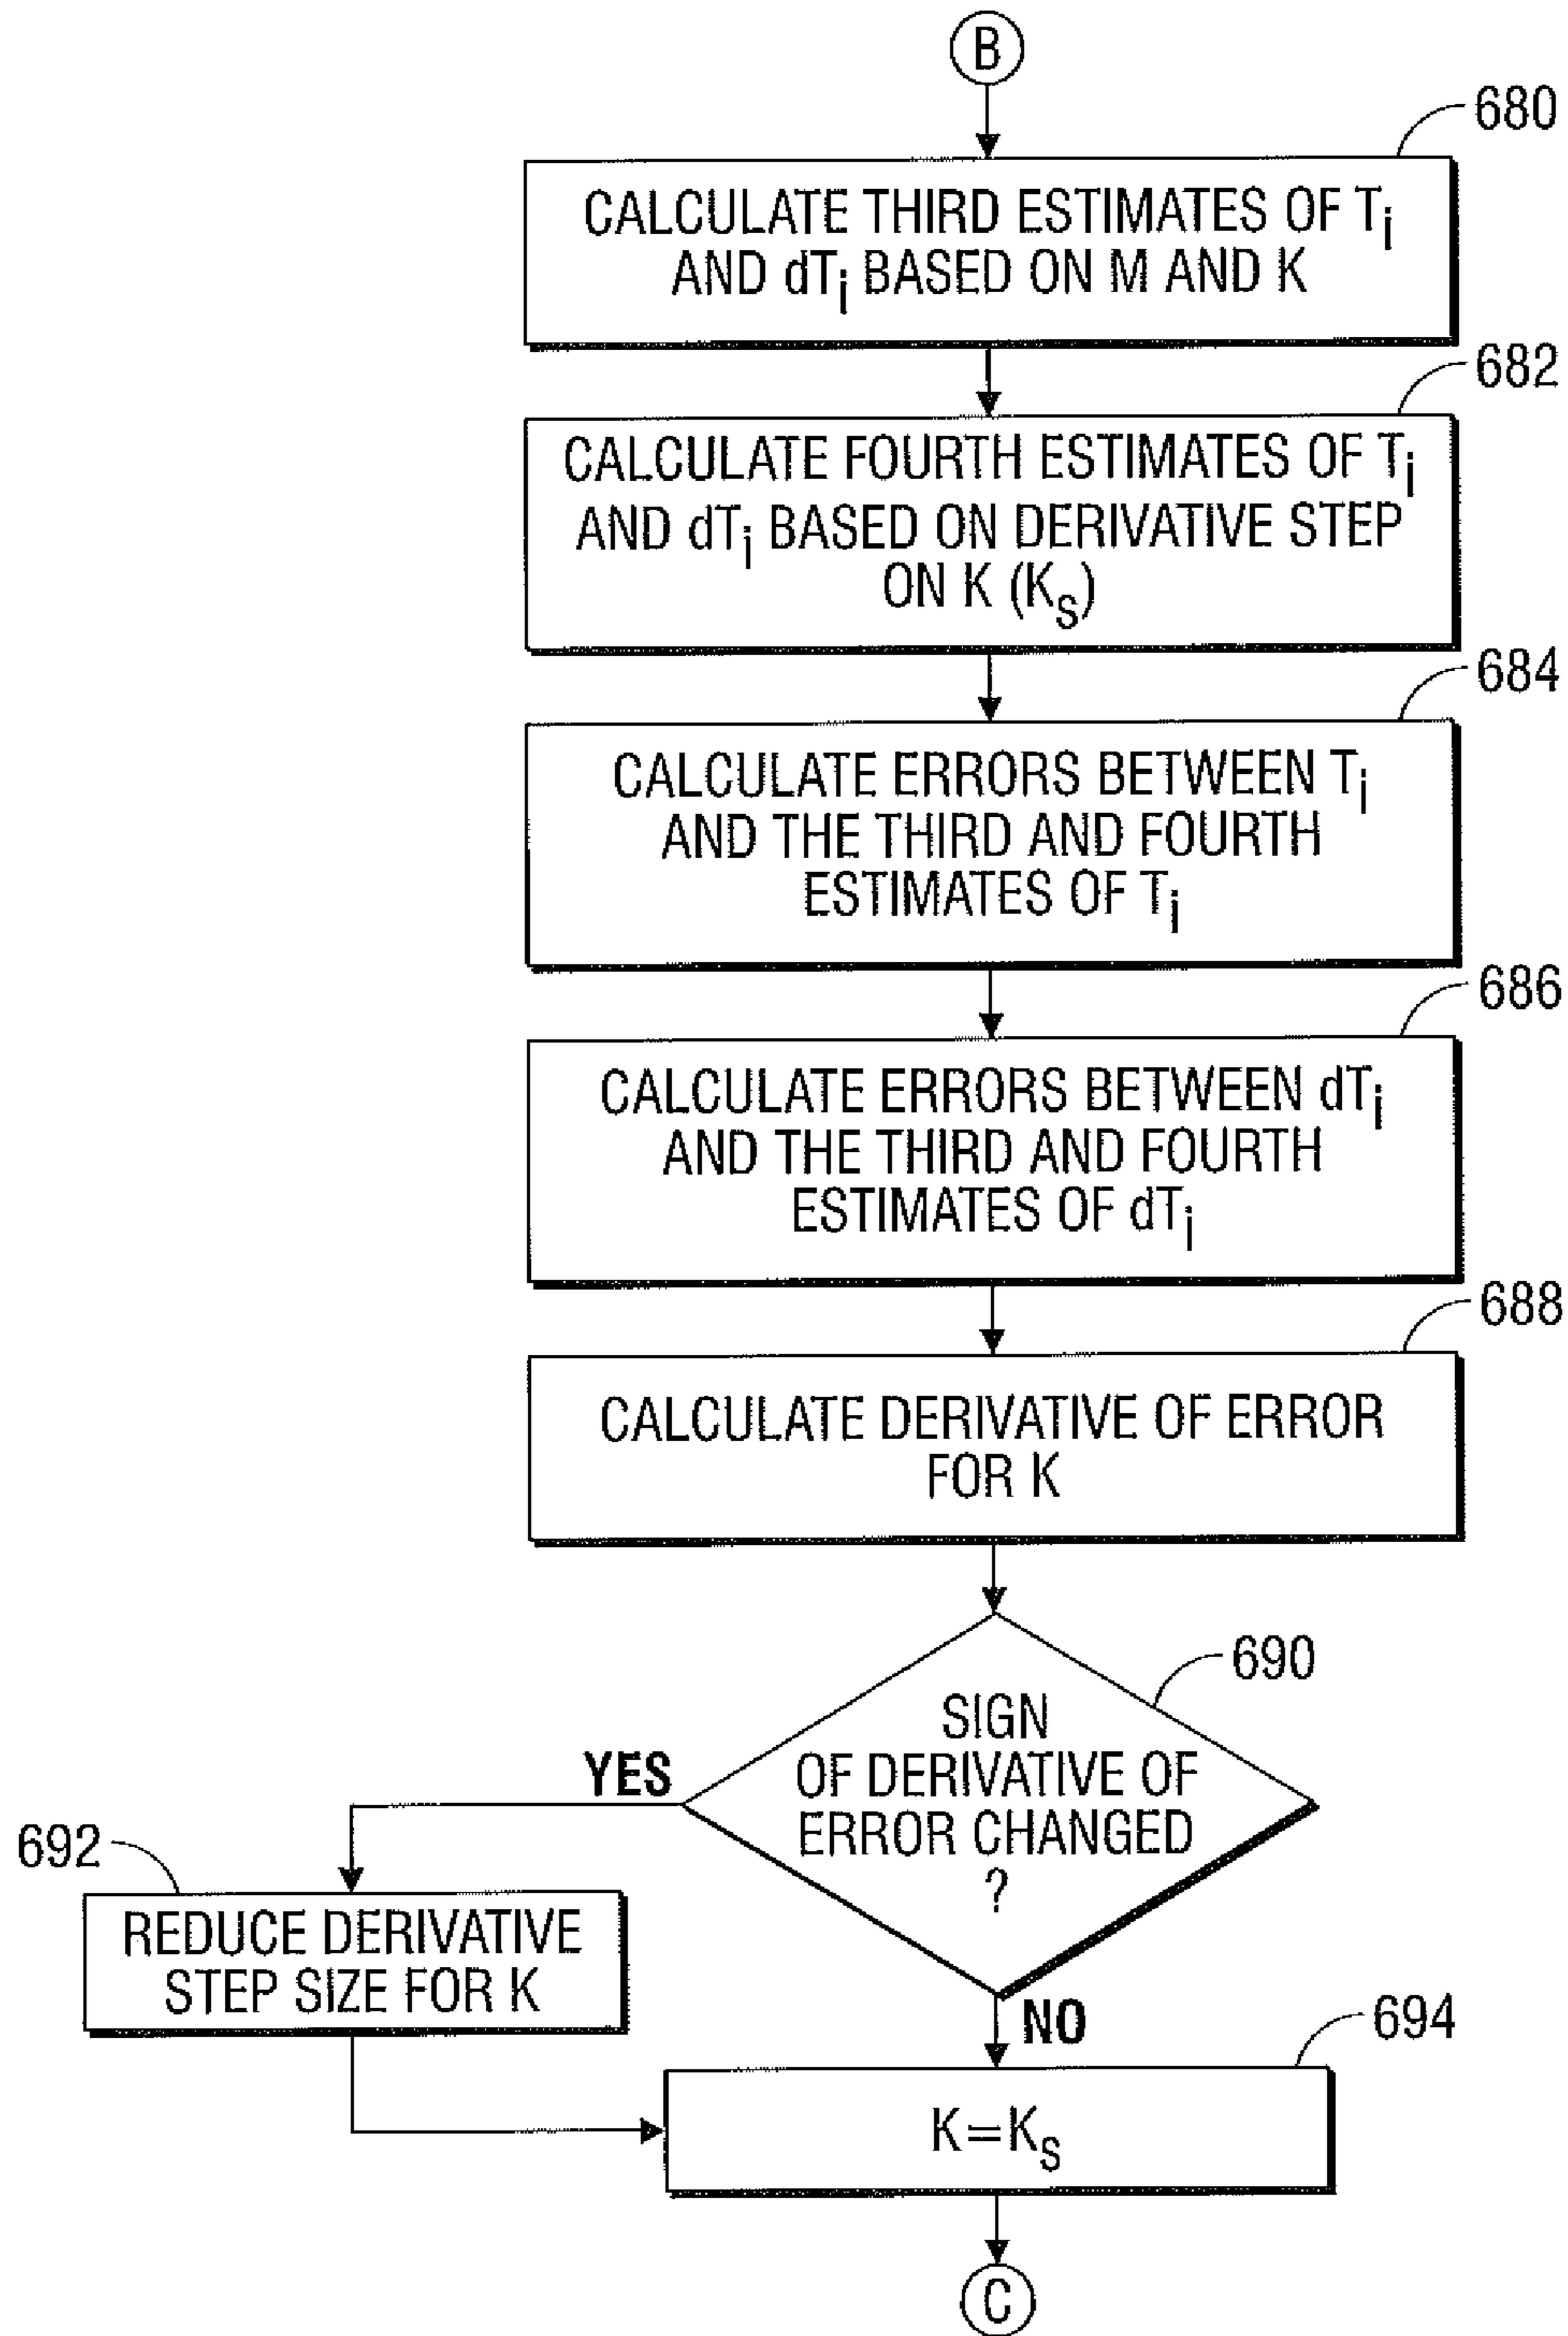 B
680
CALCULATE THIRD ESTIMATES OF Ti
AND dTi BASED ON M AND K
682
CALCULATE FOURTH ESTIMATES OF Ti
AND dTi BASED ON DERIVATIVE STEP
ON K (Ks)
684
CALCULATE ERRORS BETWEEN Ti
AND THE THIRD AND FOURTH
ESTIMATES OF Ti
686
CALCULATE ERRORS BETWEEN dTi
AND THE THIRD AND FOURTH
ESTIMATES OF dTi
688
CALCULATE DERIVATIVE OF ERROR
FOR K
690
SIGN
OF DERIVATIVE OF
ERROR CHANGED
?
YES
692
REDUCE DERIVATIVE
STEP SIZE FOR K
NO
694
K=Ks
C